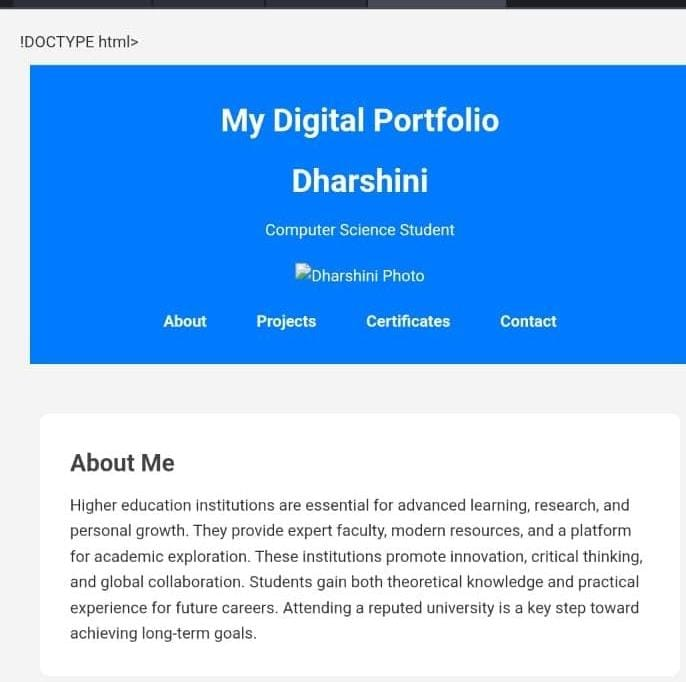 !DOCTYPE html>
My Digital Portfolio
Dharshini
Computer Science Student
Dharshini Photo
About Projects Certificates Contact
About Me
Higher education institutions are essential for advanced learning, research, and
personal growth. They provide expert faculty, modern resources, and a platform
for academic exploration. These institutions promote innovation, critical thinking,
and global collaboration. Students gain both theoretical knowledge and practical
experience for future careers. Attending a reputed university is a key step toward
achieving long-term goals.